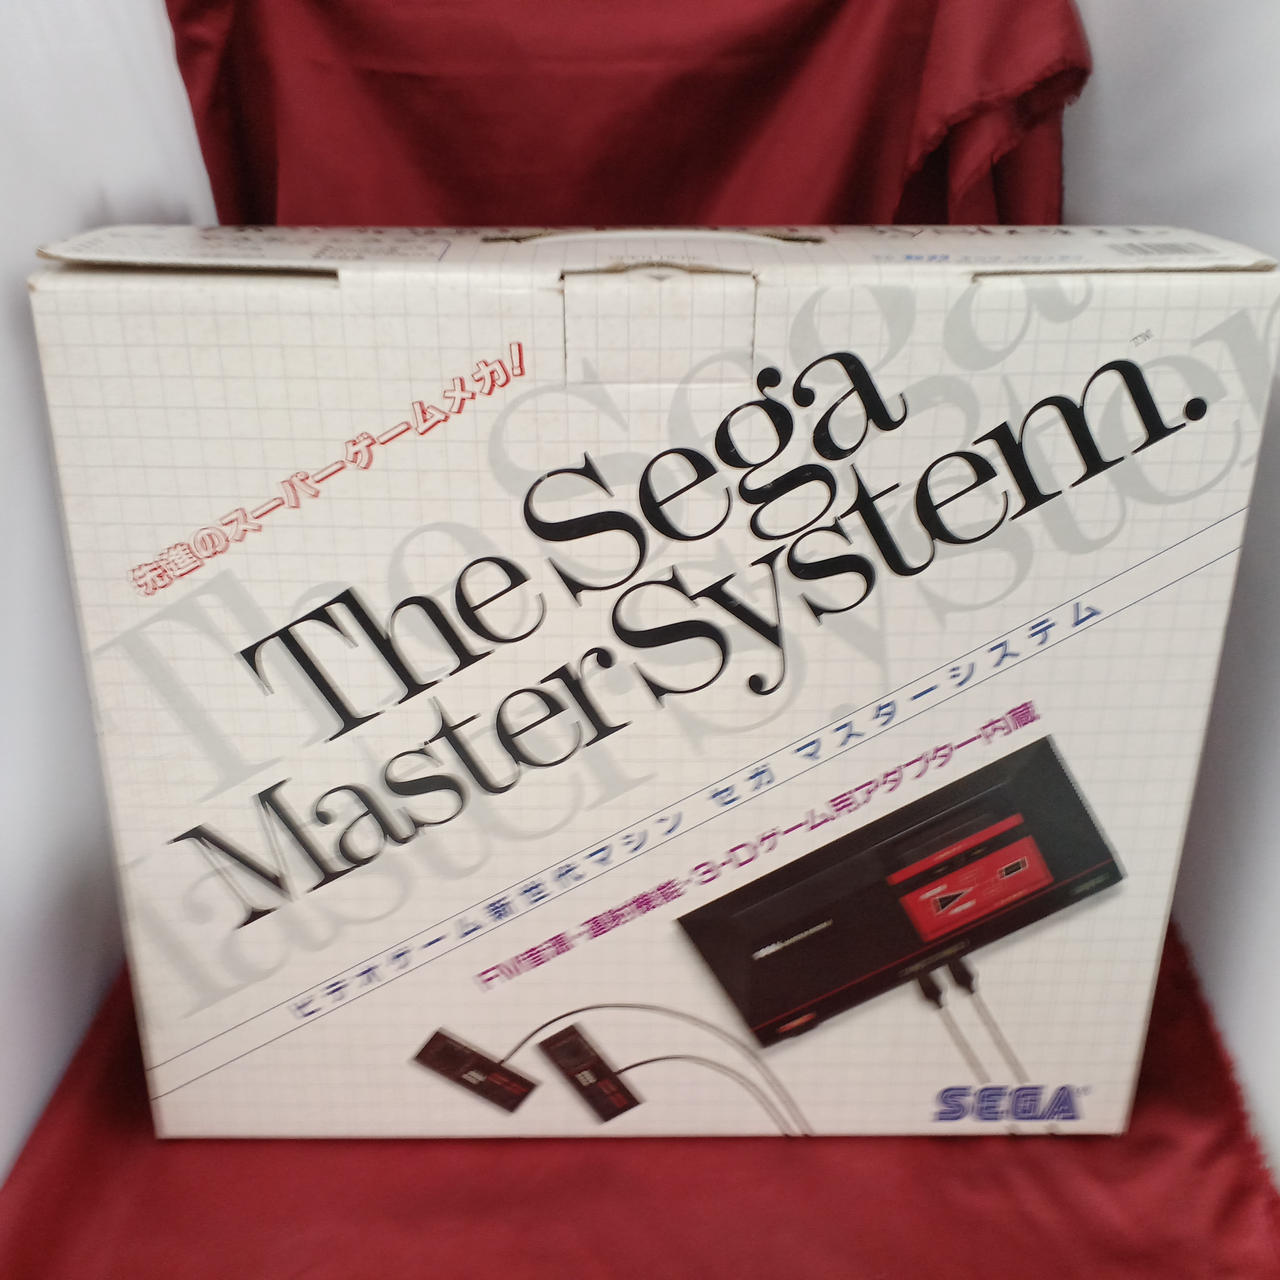 先進のスーパーゲームメカ!
The Sega
Master System.
TM
ビデオゲーム新世代マシン セガ マスターシステム
FM音源・連射機能・3-Dゲーム用アダプター内蔵
SEGA